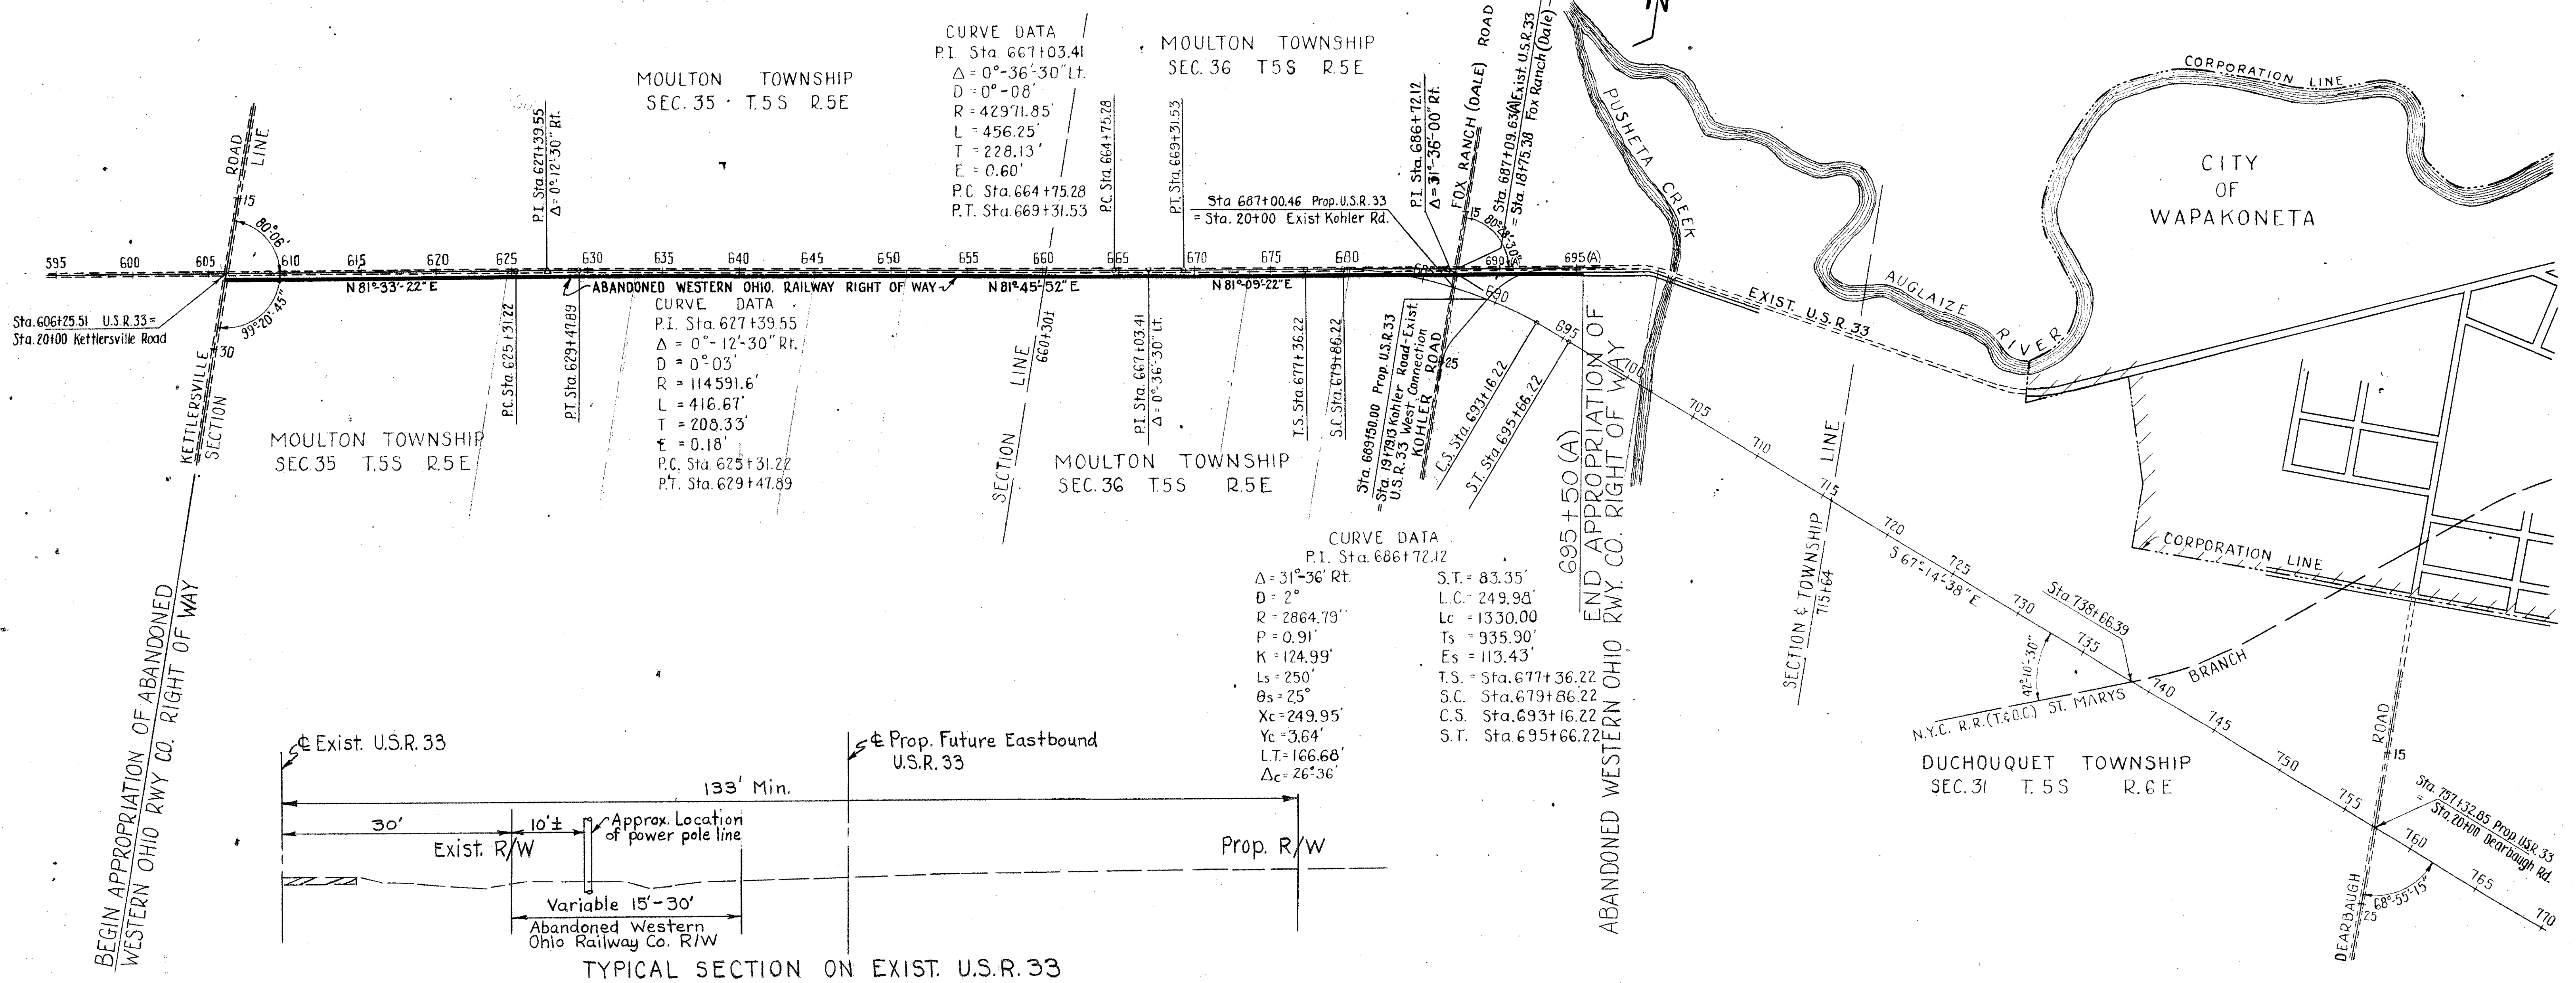 N
MOULTON TOWNSHIP
SEC. 35 T.5S R.5E
CURVE DATA
P.I. Sta. 667+03.41
Δ = 0°-36'-30" Lt.
D = 0°-08'
R = 42971.85'
L = 456.25'
T = 228.13'
E = 0.60'
P.C Sta. 664+75.28
P.T. Sta. 669+31.53
MOULTON TOWNSHIP
SEC. 36 T5S R.5E
ROAD
LINE
15
80°-06'
P.I. Sta. 627+39.55
Δ= 0°-12'-30" Rt.
P.C. Sta. 664+75.28
P.T. Sta. 669+31.53
Sta 687+00.46 Prop. U.S.R. 33
= Sta. 20+00 Exist Kohler Rd.
P.I. Sta. 686+72.12
Δ= 31°-36'-00" Rt.
FOX RANCH (DALE) ROAD
15
80°-28'-30"
Sta. 687+09.63(A) Exist. U.S.R. 33
= Sta. 18+75.38 Fox Ranch (Dale)
PUSHETA CREEK
AUGLAIZE RIVER
CORPORATION LINE
CITY
OF
WAPAKONETA
595 600 605 610 615 620 625 630 635 640 645 650 655 660 665 670 675 680 690(A) 695(A)
N 81°-33'-22" E
ABANDONED WESTERN OHIO. RAILWAY RIGHT OF WAY
N 81°-45'-52" E
N 81°-09'-22" E
EXIST. U.S.R. 33
Sta. 606+25.51 U.S.R. 33 =
Sta. 20+00 Kettlersville Road
99°-20'-45"
30
KETTLERSVILLE
SECTION
MOULTON TOWNSHIP
SEC. 35 T.5S R.5E
P.C. Sta. 625+31.22
P.T. Sta. 629+47.89
CURVE DATA
P.I. Sta. 627+39.55
Δ = 0°-12'-30" Rt.
D = 0°-03'
R = 114591.6'
L = 416.67'
T = 208.33'
E = 0.18'
P.C. Sta. 625+31.22
P.T. Sta. 629+47.89
SECTION LINE
660+30±
P.I. Sta. 667+03.41
Δ= 0°-36'-30" Lt.
MOULTON TOWNSHIP
SEC. 36 T.5S R.5E
T.S. Sta. 677+36.22
S.C. Sta. 679+86.22
Sta. 689+50.00 Prop. U.S.R. 33
= Sta. 19+79.13 Kohler Road-Exist.
U.S.R. 33 West Connection
KOHLER ROAD
25
C.S. Sta. 693+16.22
S.T. Sta. 695+66.22
690 695 700 705 710 715 720 725 730 735 740 745 750 755 760 765 770
695+50(A)
END APPROPRIATION OF
ABANDONED WESTERN OHIO RWY. CO. RIGHT OF WAY
SECTION & TOWNSHIP LINE
715+64
S 67°-14'-38" E
CORPORATION LINE
Sta. 738+66.39
42°-10'-30"
N.Y.C. R.R. (T.&O.C.) ST. MARYS BRANCH
DUCHOUQUET TOWNSHIP
SEC. 31 T. 5S R. 6E
DEARBAUGH ROAD
15
25
Sta. 757+32.85 Prop. U.S.R. 33
= Sta. 20+00 Dearbaugh Rd.
68°-55'-15"
CURVE DATA
P.I. Sta. 686+72.12
Δ = 31°-36' Rt.
D = 2°
R = 2864.79'
P = 0.91'
K = 124.99'
Ls = 250'
θs = 2.5°
Xc = 249.95'
Yc = 3.64'
L.T. = 166.68'
Δc = 26°-36'
S.T. = 83.35'
L.C. = 249.98'
Lc = 1330.00
Ts = 935.90'
Es = 113.43'
T.S. = Sta. 677+36.22
S.C. Sta. 679+86.22
C.S. Sta. 693+16.22
S.T. Sta. 695+66.22
BEGIN APPROPRIATION OF ABANDONED
WESTERN OHIO RWY CO. RIGHT OF WAY
℄ Exist. U.S.R. 33
℄ Prop. Future Eastbound
U.S.R. 33
133' Min.
30'
10'±
Approx. Location
of power pole line
Exist. R/W
Prop. R/W
Variable 15'-30'
Abandoned Western
Ohio Railway Co. R/W
TYPICAL SECTION ON EXIST. U.S.R. 33